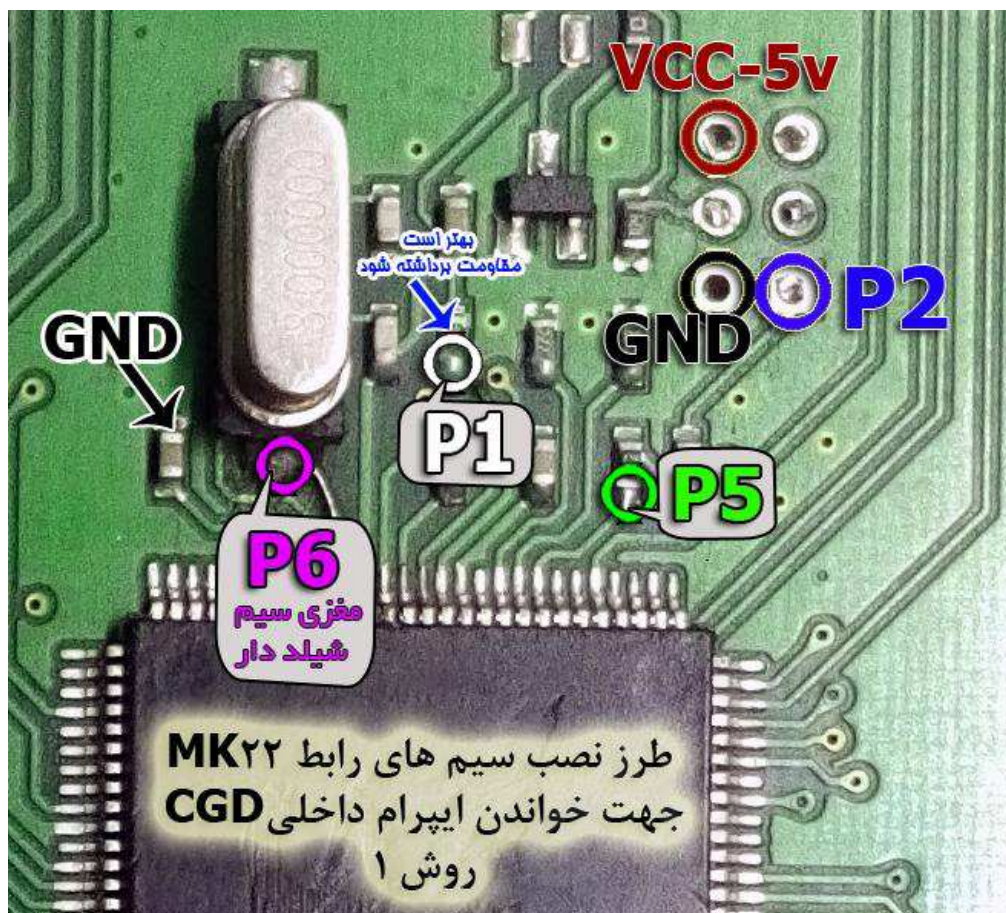 VCC-5v
بهتر است
مقاومت برداشته شود
GND
GND
P2
P1
P5
P6
مغزی سیم
شیلد دار
طرز نصب سیم های رابط MK۲۲
جهت خواندن ایپرام داخلی CGD
روش ۱